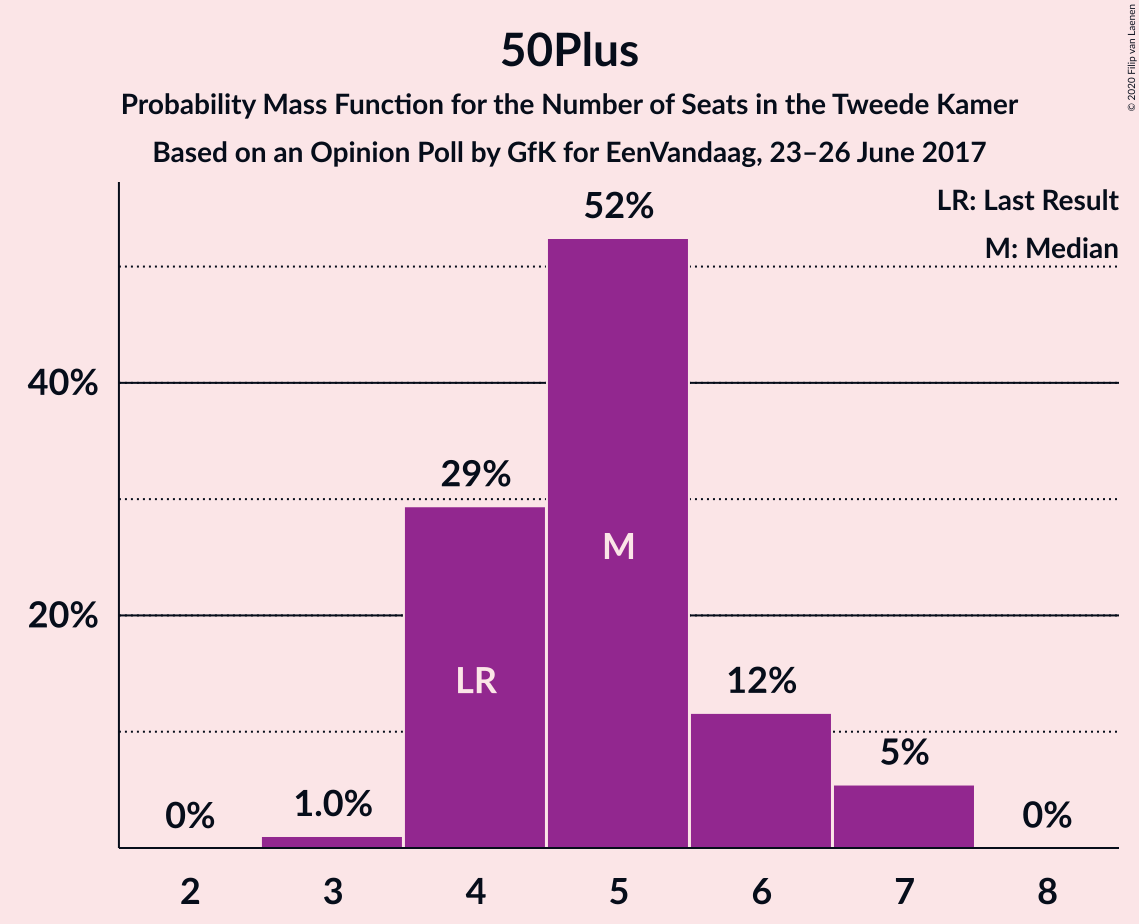 50Plus
Probability Mass Function for the Number of Seats in the Tweede Kamer
Based on an Opinion Poll by GfK for EenVandaag, 23–26 June 2017
© 2020 Filip van Laenen
LR: Last Result
M: Median
52%
40%
29%
M
20%
LR
12%
5%
1.0%
0%
0%
2 3 4 5 6 7 8